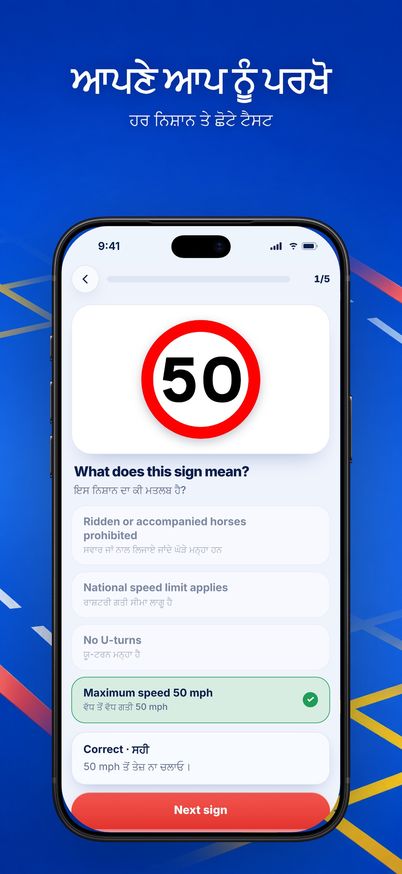 ਆਪਣੇ ਆਪ ਨੂੰ ਪਰਖੋ
ਹਰ ਨਿਸ਼ਾਨ ਤੇ ਛੋਟੇ ਟੈਸਟ
9:41
1/5
50
What does this sign mean?
ਇਸ ਨਿਸ਼ਾਨ ਦਾ ਕੀ ਮਤਲਬ ਹੈ?
Ridden or accompanied horses
prohibited
ਸਵਾਰ ਜਾਂ ਨਾਲ ਲਿਜਾਏ ਜਾਂਦੇ ਘੋੜੇ ਮਨ੍ਹਾ ਹਨ
National speed limit applies
ਰਾਸ਼ਟਰੀ ਗਤੀ ਸੀਮਾ ਲਾਗੂ ਹੈ
No U-turns
ਯੂ-ਟਰਨ ਮਨ੍ਹਾ ਹੈ
Maximum speed 50 mph
ਵੱਧ ਤੋਂ ਵੱਧ ਗਤੀ 50 mph
Correct · ਸਹੀ
50 mph ਤੋਂ ਤੇਜ਼ ਨਾ ਚਲਾਓ।
Next sign